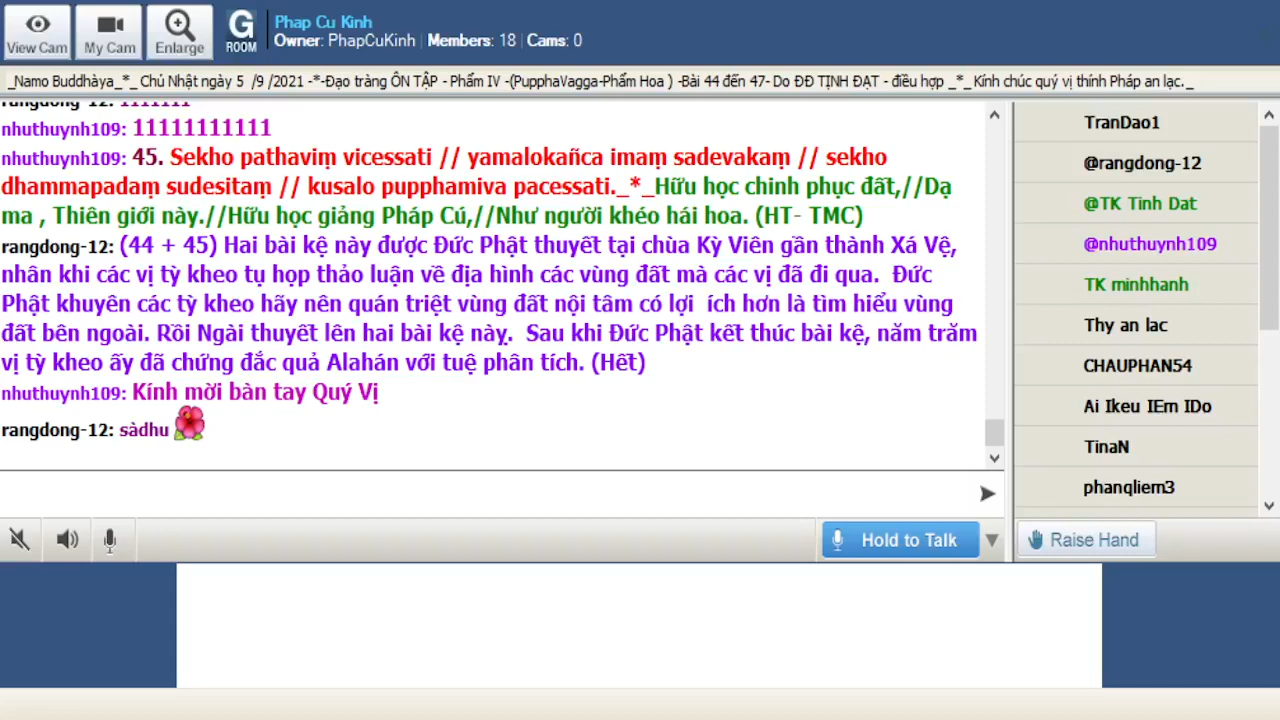 View Cam
My Cam
Enlarge
G
ROOM
Phap Cu Kinh
Owner: PhapCuKinh | Members: 18 | Cams: 0
_Namo Buddhàya_*_ Chủ Nhật ngày 5 /9 /2021 -*-Đạo tràng ÔN TẬP - Phẩm IV -(PupphaVagga-Phẩm Hoa ) -Bài 44 đến 47- Do ĐĐ TỊNH ĐẠT - điều hợp _*_Kính chúc quý vị thính Pháp an lạc._
rangdong-12: 1111111
nhuthuynh109: 11111111111
nhuthuynh109: 45. Sekho pathaviṃ vicessati // yamalokañca imaṃ sadevakaṃ // sekho
dhammapadaṃ sudesitaṃ // kusalo pupphamiva pacessati._*_Hữu học chinh phục đất,//Dạ
ma , Thiên giới này.//Hữu học giảng Pháp Cú,//Như người khéo hái hoa. (HT- TMC)
rangdong-12: (44 + 45) Hai bài kệ này được Đức Phật thuyết tại chùa Kỳ Viên gần thành Xá Vệ,
nhân khi các vị tỳ kheo tụ họp thảo luận về địa hình các vùng đất mà các vị đã đi qua. Đức
Phật khuyên các tỳ kheo hãy nên quán triệt vùng đất nội tâm có lợi ích hơn là tìm hiểu vùng
đất bên ngoài. Rồi Ngài thuyết lên hai bài kệ này. Sau khi Đức Phật kết thúc bài kệ, năm trăm
vị tỳ kheo ấy đã chứng đắc quả Alahán với tuệ phân tích. (Hết)
nhuthuynh109: Kính mời bàn tay Quý Vị
rangdong-12: sàdhu
TranDao1
@rangdong-12
@TK Tinh Dat
@nhuthuynh109
TK minhhanh
Thy an lac
CHAUPHAN54
Ai Ikeu IEm IDo
TinaN
phanqliem3
Hold to Talk
Raise Hand